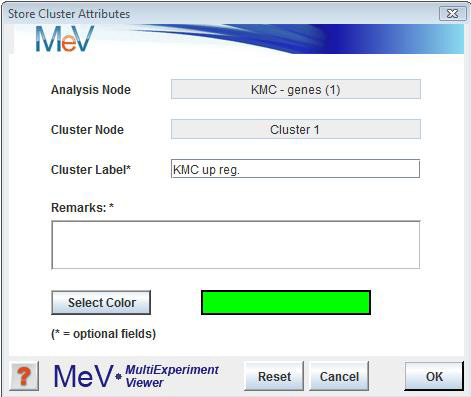 Store Cluster Attributes
MeV
Analysis Node KMC - genes (1)
Cluster Node Cluster 1
Cluster Label* KMC up reg.
Remarks: *
Select Color
(* = optional fields)
? MeV MultiExperiment Viewer Reset Cancel OK